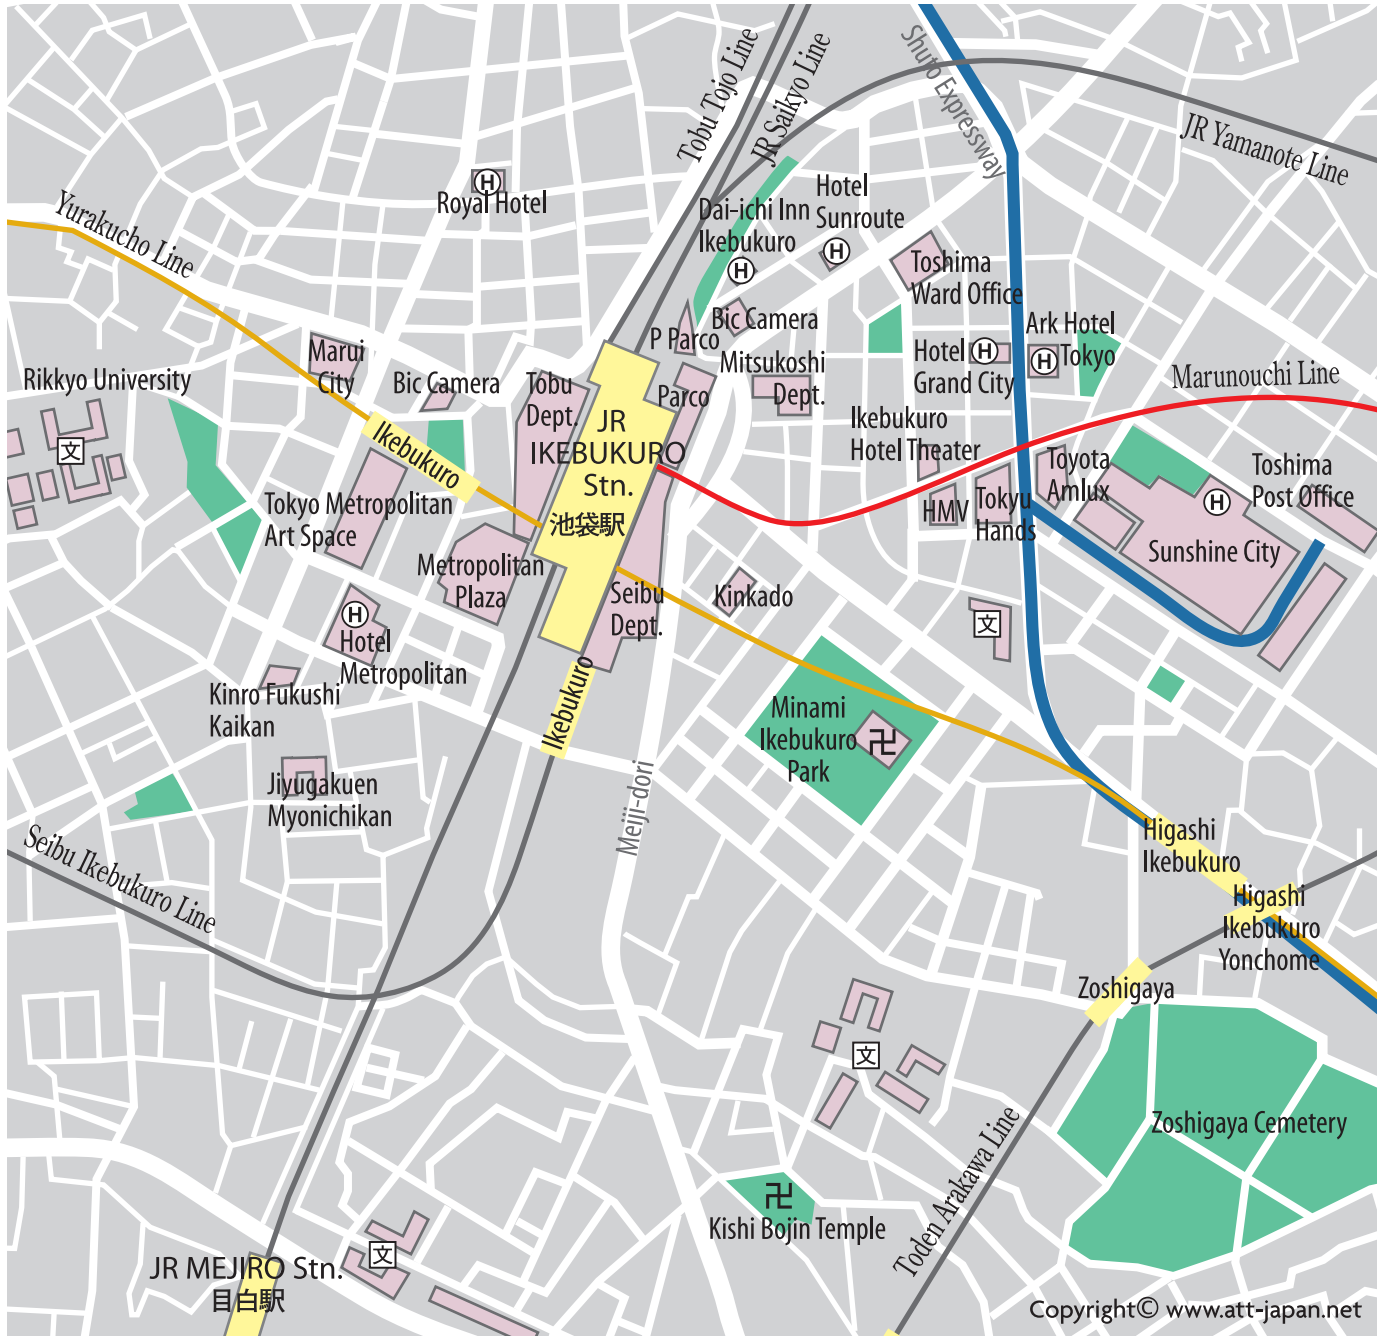 Shuto Expressway
Tobu Tojo Line
JR Saikyo Line
JR Yamanote Line
Royal Hotel
Hotel
Sunroute
Dai-ichi Inn
Ikebukuro
Yurakucho Line
Toshima
Ward Office
Bic Camera
P Parco
Ark Hotel
Tokyo
Marui
City
Mitsukoshi
Dept.
Hotel
Grand City
Marunouchi Line
Rikkyo University
Bic Camera
Tobu
Dept.
Parco
JR
IKEBUKURO
Stn.
池袋駅
Ikebukuro
Ikebukuro
Hotel Theater
Toyota
Amlux
Toshima
Post Office
文
Tokyo Metropolitan
Art Space
HMV
Tokyu
Hands
Sunshine City
Metropolitan
Plaza
Seibu
Dept.
Kinkado
文
Hotel
Metropolitan
Kinro Fukushi
Kaikan
Ikebukuro
Minami
Ikebukuro
Park
卍
Jiyugakuen
Myonichikan
Meiji-dori
Seibu Ikebukuro Line
Higashi
Ikebukuro
Higashi
Ikebukuro
Yonchome
Zoshigaya
文
Zoshigaya Cemetery
Toden Arakawa Line
卍
Kishi Bojin Temple
文
JR MEJIRO Stn.
目白駅
H
H
H
H
H
H
H
Copyright© www.att-japan.net